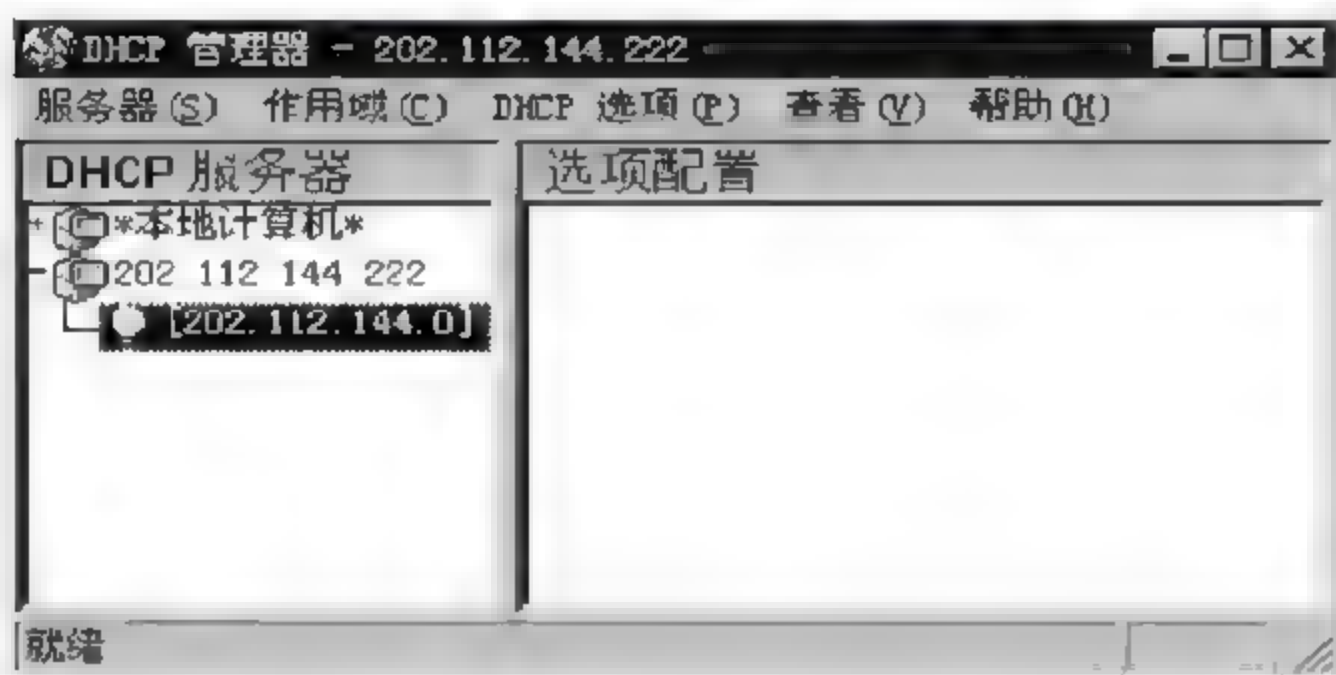 DHCP 管理器 - 202.112.144.222
服务器(S) 作用域(C) DHCP 选项(P) 查看(V) 帮助(H)
DHCP 服务器 选项配置
*本地计算机*
202 112 144 222
[202.112.144.0]
就绪